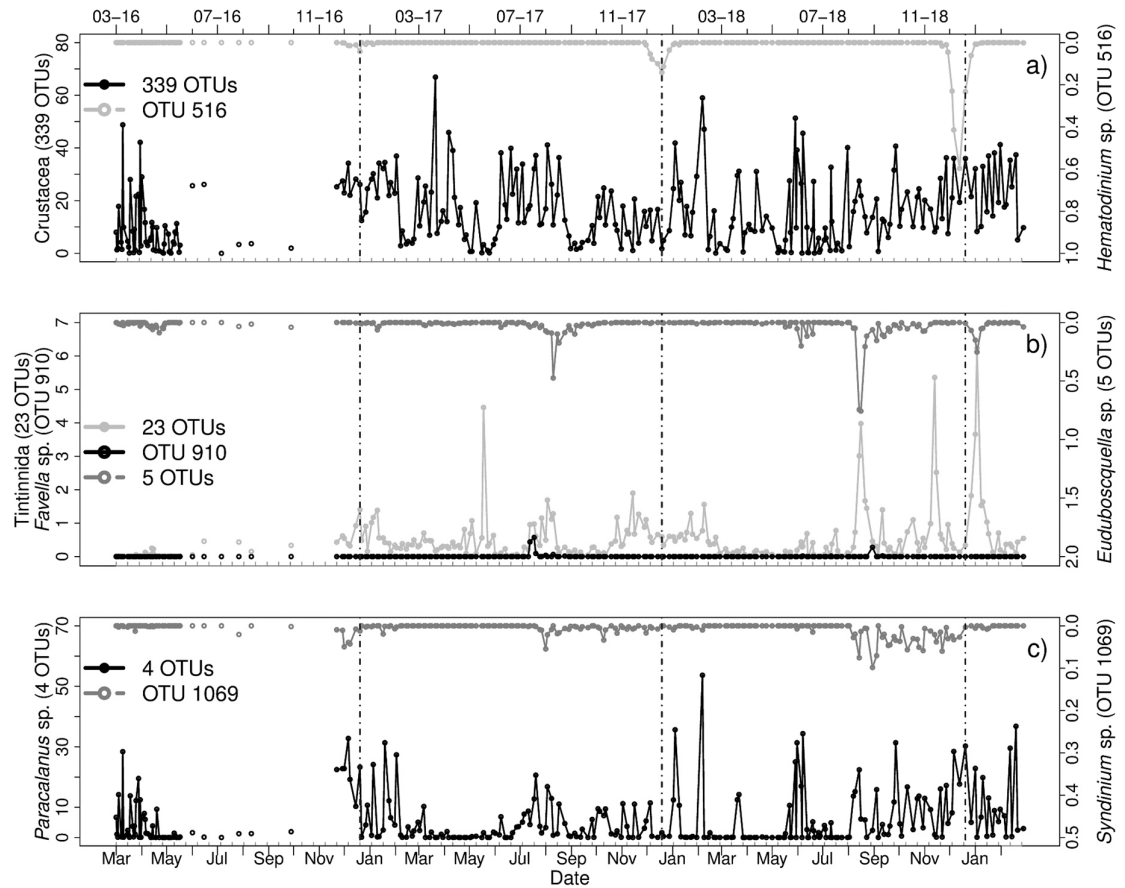 03–16 07–16 11–16 03–17 07–17 11–17 03–18 07–18 11–18
80
60
40
20
0
Crustacea (339 OTUs)
339 OTUs
OTU 516
a)
0.0
0.2
0.4
0.6
0.8
1.0
Hematodinium sp. (OTU 516)
7
6
5
4
3
2
1
0
Tintinnida (23 OTUs)
Favella sp. (OTU 910)
23 OTUs
OTU 910
5 OTUs
b)
0.0
0.5
1.0
1.5
2.0
Euduboscquella sp. (5 OTUs)
70
50
30
10
0
Paracalanus sp. (4 OTUs)
4 OTUs
OTU 1069
c)
0.0
0.1
0.2
0.3
0.4
0.5
Syndinium sp. (OTU 1069)
Mar May Jul Sep Nov Jan Mar May Jul Sep Nov Jan Mar May Jul Sep Nov Jan
Date